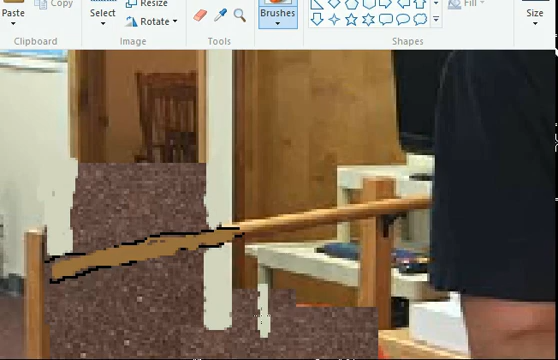 Paste Copy Select Resize Rotate Brushes Fill Size
Clipboard Image Tools Shapes